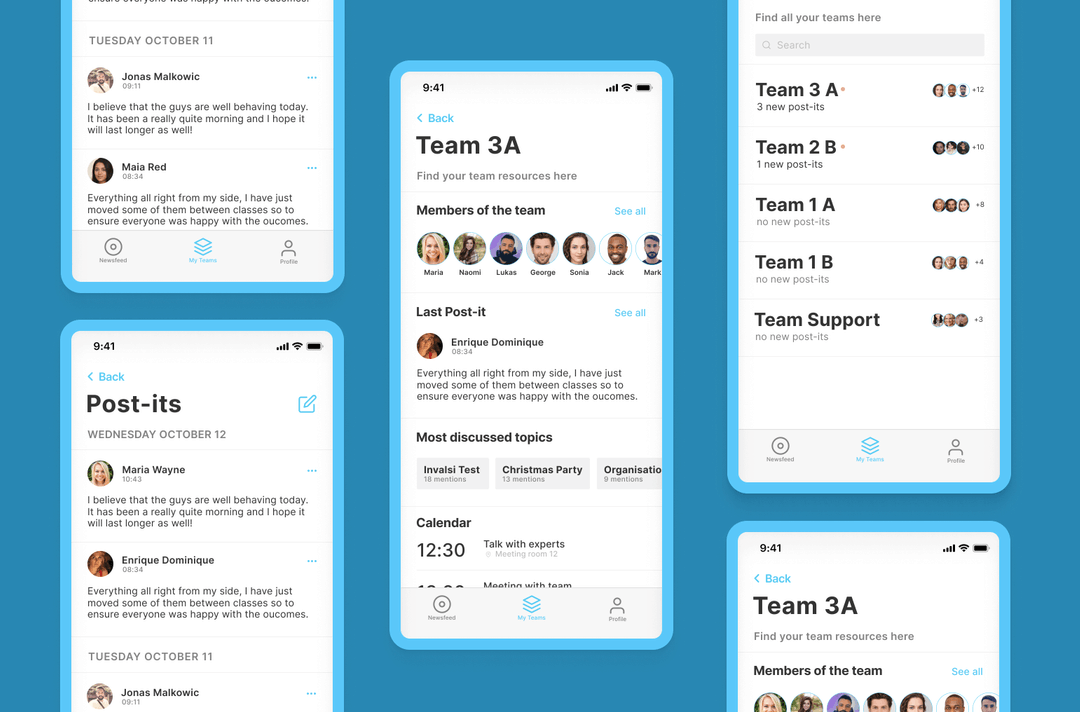 ensure everyone was happy with the oucomes.
TUESDAY OCTOBER 11
Jonas Malkowic
09:11
I believe that the guys are well behaving today.
It has been a really quite morning and I hope it
will last longer as well!
Maia Red
08:34
Everything all right from my side, I have just
moved some of them between classes so to
ensure everyone was happy with the oucomes.
Newsfeed
My Teams
Profile
9:41
Back
Post-its
WEDNESDAY OCTOBER 12
Maria Wayne
10:43
I believe that the guys are well behaving today.
It has been a really quite morning and I hope it
will last longer as well!
Enrique Dominique
08:34
Everything all right from my side, I have just
moved some of them between classes so to
ensure everyone was happy with the oucomes.
TUESDAY OCTOBER 11
Jonas Malkowic
09:11
9:41
Back
Team 3A
Find your team resources here
Members of the team
See all
Maria Naomi Lukas George Sonia Jack Mark
Last Post-it
See all
Enrique Dominique
08:34
Everything all right from my side, I have just
moved some of them between classes so to
ensure everyone was happy with the oucomes.
Most discussed topics
Invalsi Test Christmas Party Organisatio
18 mentions 13 mentions 9 mentions
Calendar
12:30 Talk with experts
Meeting room 12
Meeting with team
Newsfeed
My Teams
Profile
Find all your teams here
Search
Team 3 A
+12
3 new post-its
Team 2 B
+10
1 new post-its
Team 1 A
+8
no new post-its
Team 1 B
+4
no new post-its
Team Support
+3
no new post-its
Newsfeed
My Teams
Profile
9:41
Back
Team 3A
Find your team resources here
Members of the team
See all